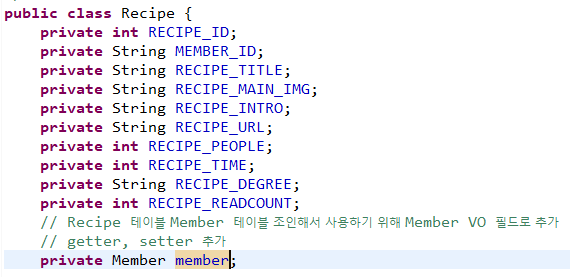 public class Recipe {
private int RECIPE_ID;
private String MEMBER_ID;
private String RECIPE_TITLE;
private String RECIPE_MAIN_IMG;
private String RECIPE_INTRO;
private String RECIPE_URL;
private int RECIPE_PEOPLE;
private int RECIPE_TIME;
private String RECIPE_DEGREE;
private int RECIPE_READCOUNT;
// Recipe 테이블 Member 테이블 조인해서 사용하기 위해 Member VO 필드로 추가
// getter, setter 추가
private Member member;